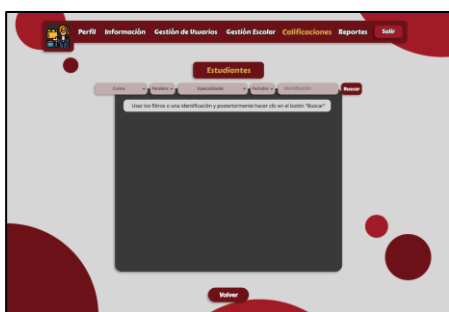 Perfil Información Gestión de Usuarios Gestión Escolar Calificaciones Reportes Salir
Estudiantes
Cursos Paralelos Especialidades Periodos Identificación Buscar
Usar los filtros o una identificación y posteriormente hacer clic en el botón "Buscar"
Volver